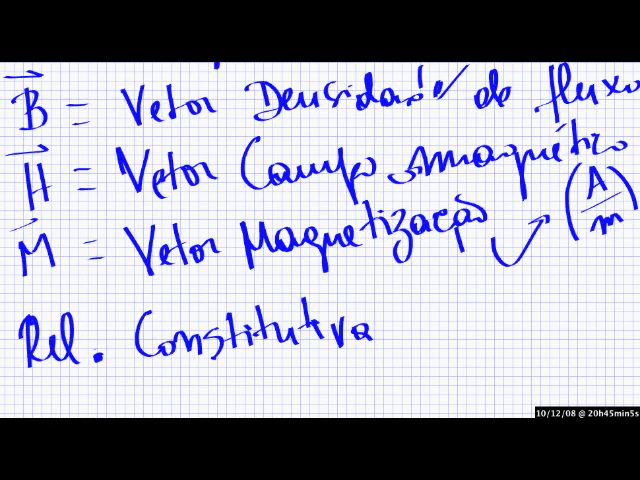 B = Vetor Densidade de fluxo
H = Vetor Campo magnético
M = Vetor Magnetização (A/m)
Rel. Constitutiva
10/12/08 @ 20h45min5s